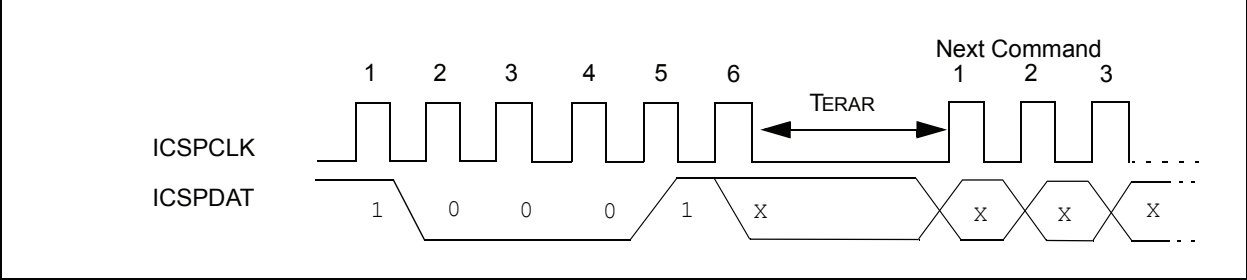 Next Command
1 2 3 4 5 6 1 2 3
TERAR
ICSPCLK
ICSPDAT
1 0 0 0 1 X X X X